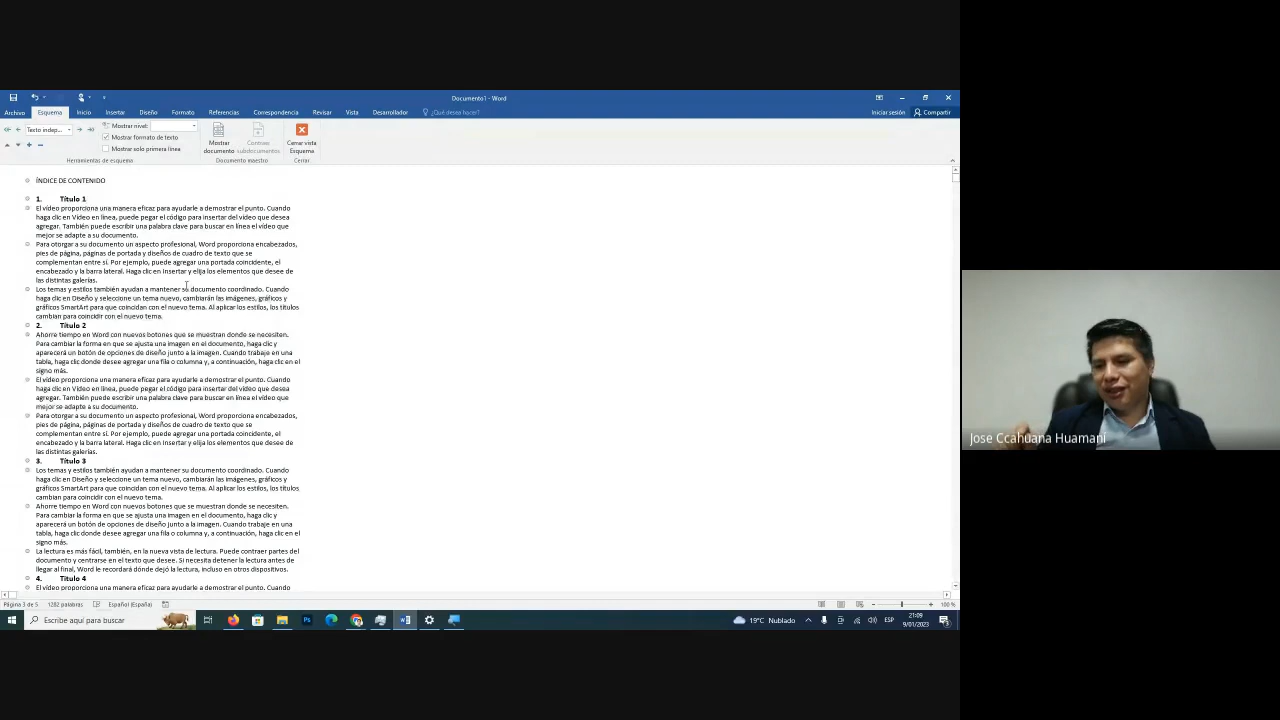 Documento1 - Word
Archivo
Esquema
Inicio
Insertar
Diseño
Formato
Referencias
Correspondencia
Revisar
Vista
Desarrollador
¿Qué desea hacer?
Iniciar sesión
Compartir
Texto indep...
Mostrar nivel:
Mostrar formato de texto
Mostrar solo primera línea
Herramientas de esquema
Mostrar documento
Contraer subdocumentos
Documento maestro
Cerrar vista Esquema
Cerrar
ÍNDICE DE CONTENIDO
1. Título 1
El vídeo proporciona una manera eficaz para ayudarle a demostrar el punto. Cuando
haga clic en Vídeo en línea, puede pegar el código para insertar del vídeo que desea
agregar. También puede escribir una palabra clave para buscar en línea el vídeo que
mejor se adapte a su documento.
Para otorgar a su documento un aspecto profesional, Word proporciona encabezados,
pies de página, páginas de portada y diseños de cuadro de texto que se
complementan entre sí. Por ejemplo, puede agregar una portada coincidente, el
encabezado y la barra lateral. Haga clic en Insertar y elija los elementos que desee de
las distintas galerías.
Los temas y estilos también ayudan a mantener su documento coordinado. Cuando
haga clic en Diseño y seleccione un tema nuevo, cambiarán las imágenes, gráficos y
gráficos SmartArt para que coincidan con el nuevo tema. Al aplicar los estilos, los títulos
cambian para coincidir con el nuevo tema.
2. Título 2
Ahorre tiempo en Word con nuevos botones que se muestran donde se necesiten.
Para cambiar la forma en que se ajusta una imagen en el documento, haga clic y
aparecerá un botón de opciones de diseño junto a la imagen. Cuando trabaje en una
tabla, haga clic donde desee agregar una fila o columna y, a continuación, haga clic en el
signo más.
El vídeo proporciona una manera eficaz para ayudarle a demostrar el punto. Cuando
haga clic en Vídeo en línea, puede pegar el código para insertar del vídeo que desea
agregar. También puede escribir una palabra clave para buscar en línea el vídeo que
mejor se adapte a su documento.
Para otorgar a su documento un aspecto profesional, Word proporciona encabezados,
pies de página, páginas de portada y diseños de cuadro de texto que se
complementan entre sí. Por ejemplo, puede agregar una portada coincidente, el
encabezado y la barra lateral. Haga clic en Insertar y elija los elementos que desee de
las distintas galerías.
3. Título 3
Los temas y estilos también ayudan a mantener su documento coordinado. Cuando
haga clic en Diseño y seleccione un tema nuevo, cambiarán las imágenes, gráficos y
gráficos SmartArt para que coincidan con el nuevo tema. Al aplicar los estilos, los títulos
cambian para coincidir con el nuevo tema.
Ahorre tiempo en Word con nuevos botones que se muestran donde se necesiten.
Para cambiar la forma en que se ajusta una imagen en el documento, haga clic y
aparecerá un botón de opciones de diseño junto a la imagen. Cuando trabaje en una
tabla, haga clic donde desee agregar una fila o columna y, a continuación, haga clic en el
signo más.
La lectura es más fácil, también, en la nueva vista de lectura. Puede contraer partes del
documento y centrarse en el texto que desee. Si necesita detener la lectura antes de
llegar al final, Word le recordará dónde dejó la lectura, incluso en otros dispositivos.
4. Título 4
El vídeo proporciona una manera eficaz para ayudarle a demostrar el punto. Cuando
Página 3 de 5
1282 palabras
Español (España)
100 %
Escribe aquí para buscar
19°C Nublado
ESP
21:09
9/01/2023
Jose Ccahuana Huamaní